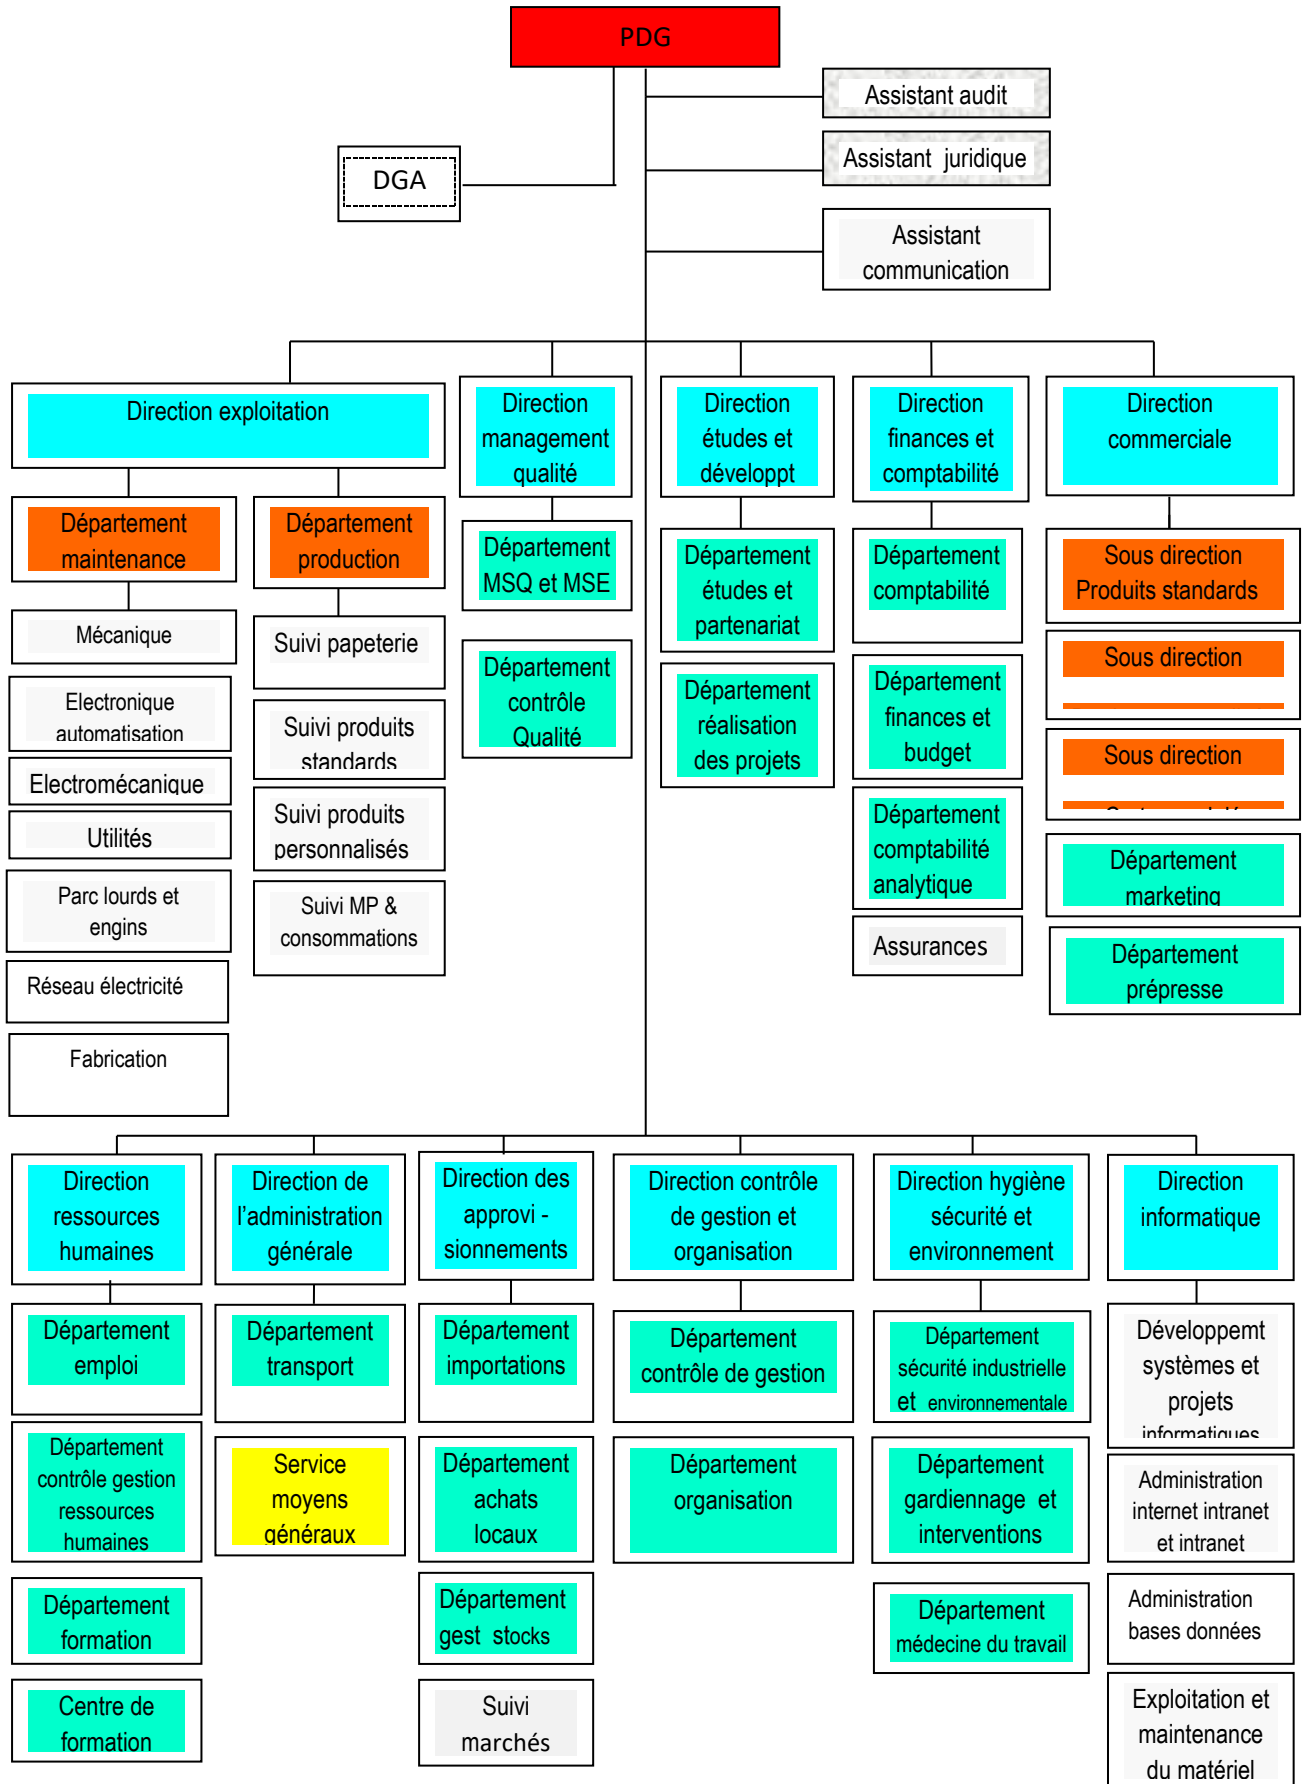 PDG
Assistant audit
Assistant juridique
DGA
Assistant
communication
Direction exploitation
Direction
management
qualité
Direction
études et
développt
Direction
finances et
comptabilité
Direction
commerciale
Département
maintenance
Département
production
Département
MSQ et MSE
Département
études et
partenariat
Département
comptabilité
Sous direction
Produits standards
Mécanique
Suivi papeterie
Département
contrôle
Qualité
Département
réalisation
des projets
Département
finances et
budget
Sous direction
Electronique
automatisation
Suivi produits
standards
Sous direction
Electromécanique
Suivi produits
personnalisés
Département
comptabilité
analytique
Utilités
Département
marketing
Parc lourds et
engins
Suivi MP &
consommations
Assurances
Département
prépresse
Réseau électricité
Fabrication
Direction
ressources
humaines
Direction de
l'administration
générale
Direction des
approvi -
sionnements
Direction contrôle
de gestion et
organisation
Direction hygiène
sécurité et
environnement
Direction
informatique
Département
emploi
Département
transport
Département
importations
Département
contrôle de gestion
Département
sécurité industrielle
et environnementale
Développemt
systèmes et
projets
informatiques
Département
contrôle gestion
ressources
humaines
Service
moyens
généraux
Département
achats
locaux
Département
organisation
Département
gardiennage et
interventions
Administration
internet intranet
et intranet
Département
formation
Département
gest stocks
Département
médecine du travail
Administration
bases données
Centre de
formation
Suivi
marchés
Exploitation et
maintenance
du matériel